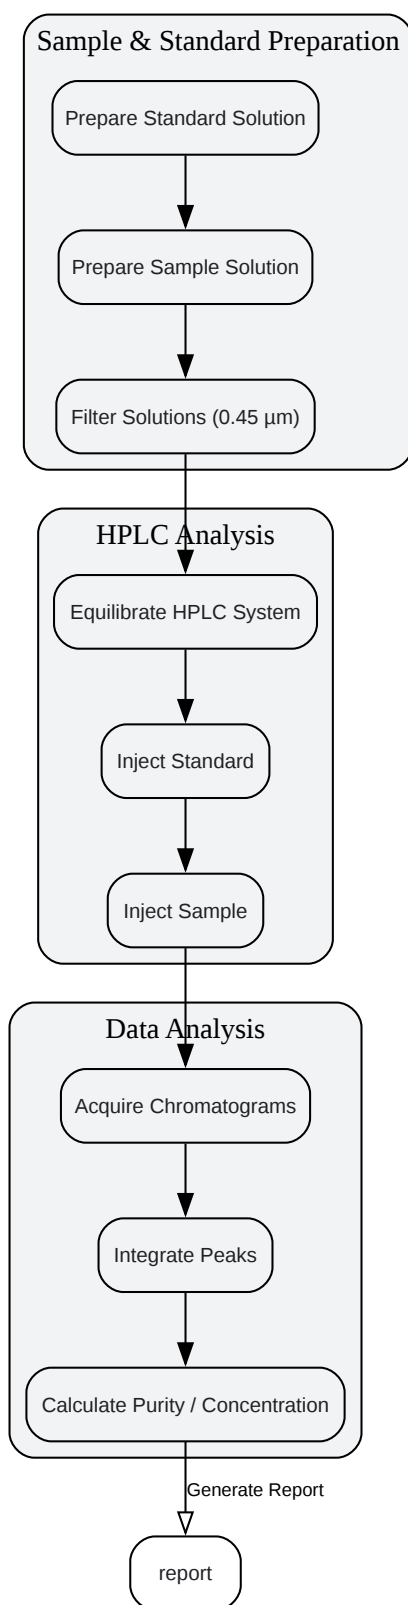 Sample & Standard Preparation
Prepare Standard Solution
Prepare Sample Solution
Filter Solutions (0.45 µm)
HPLC Analysis
Equilibrate HPLC System
Inject Standard
Inject Sample
Data Analysis
Acquire Chromatograms
Integrate Peaks
Calculate Purity / Concentration
Generate Report
report